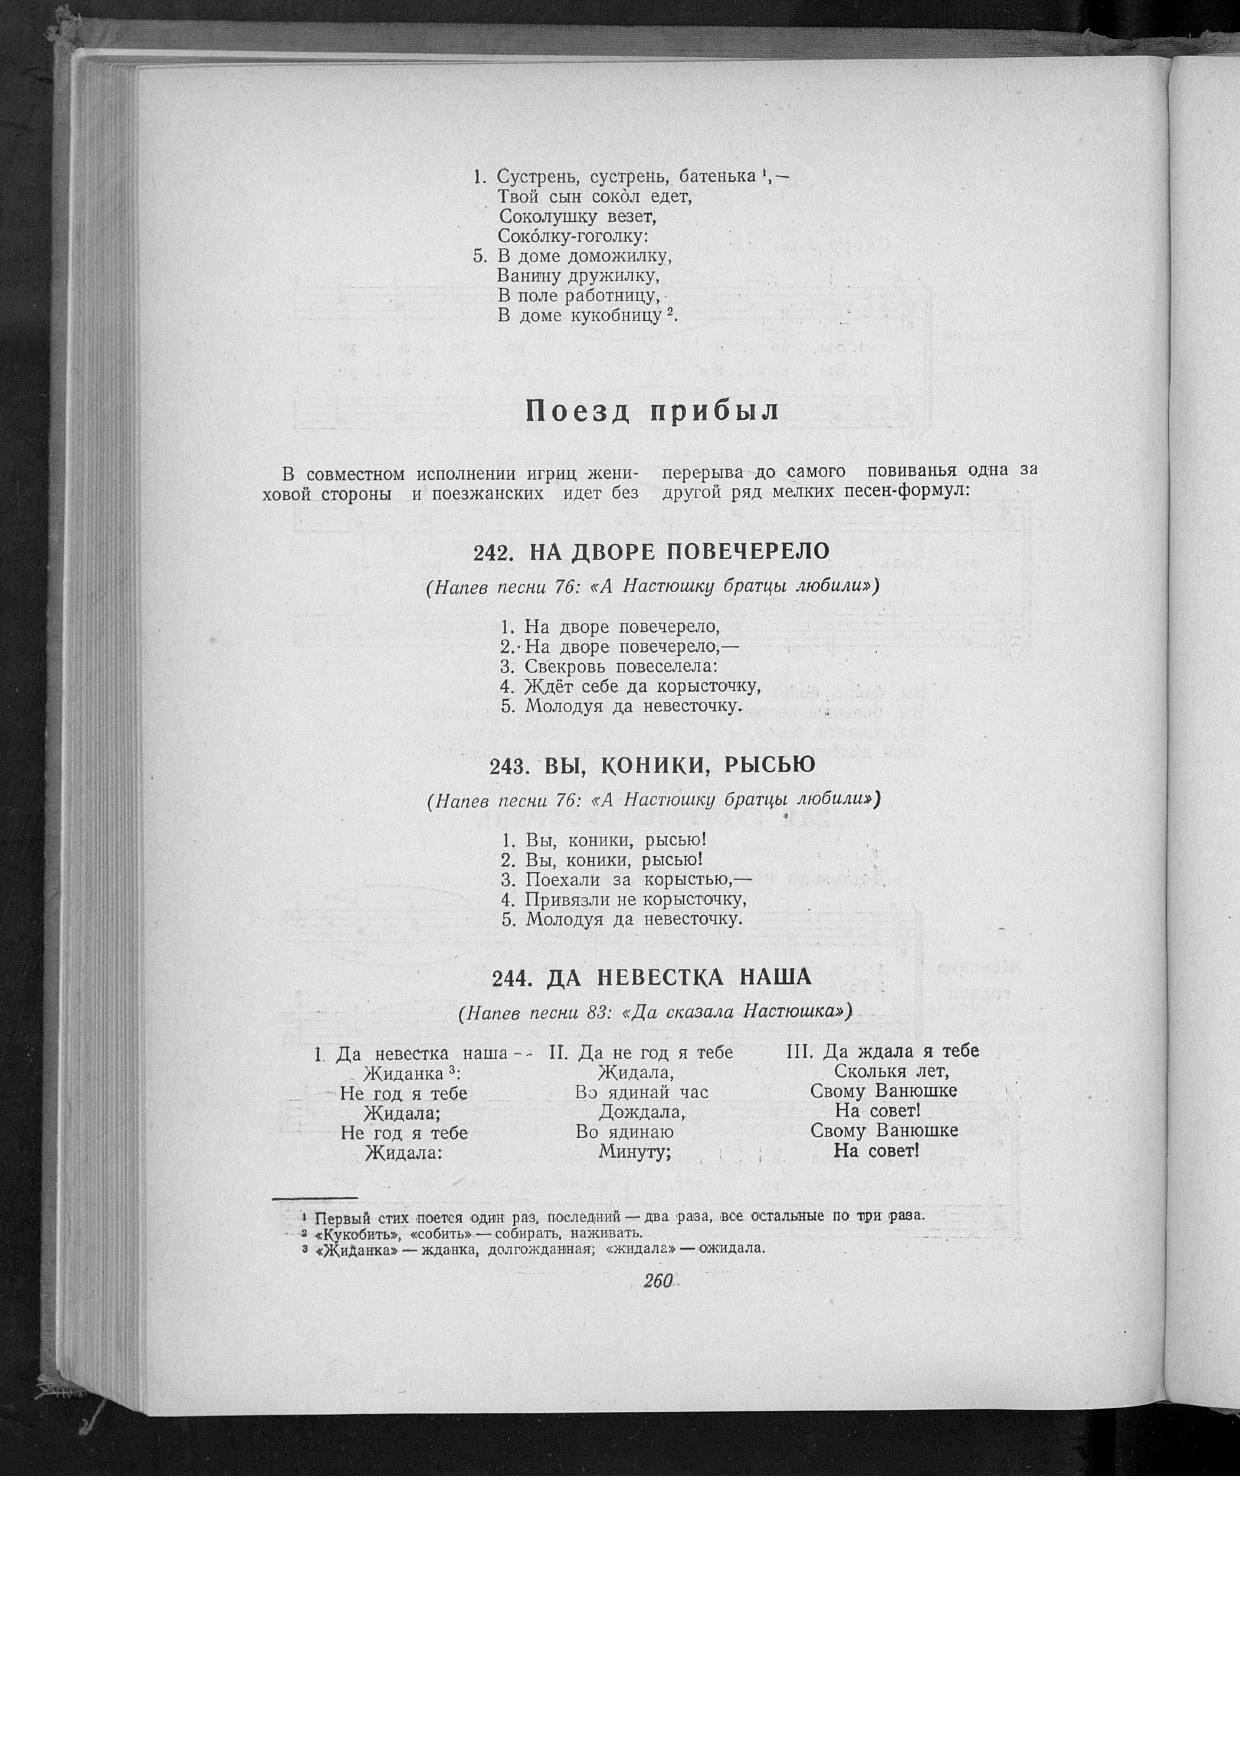 1. Сустрень, сустрень, батенька ¹,—
Твой сын соко̀л едет,
Соколушку везет,
Соко́лку-гоголку:
5. В доме доможилку,
Ванину дружилку,
В поле работницу,
В доме кукобницу ².
Поезд прибыл
В совместном исполнении игриц жени-
ховой стороны и поезжанских идет без
перерыва до самого повиванья одна за
другой ряд мелких песен-формул:
242. НА ДВОРЕ ПОВЕЧЕРЕЛО
(Напев песни 76: «А Настюшку братцы любили»)
1. На дворе повечерело,
2. На дворе повечерело,—
3. Свекровь повеселела:
4. Ждёт себе да корысточку,
5. Молодуя да невесточку.
243. ВЫ, КОНИКИ, РЫСЬЮ
(Напев песни 76: «А Настюшку братцы любили»)
1. Вы, коники, рысью!
2. Вы, коники, рысью!
3. Поехали за корыстью,—
4. Привязли не корысточку,
5. Молодуя да невесточку.
244. ДА НЕВЕСТКА НАША
(Напев песни 83: «Да сказала Настюшка»)
I. Да невестка наша --
Жиданка ³:
Не год я тебе
Жидала;
Не год я тебе
Жидала:
II. Да не год я тебе
Жидала,
Во ядинай час
Дождала,
Во ядинаю
Минуту;
III. Да ждала я тебе
Сколькя лет,
Свому Ванюшке
На совет!
Свому Ванюшке
На совет!
¹ Первый стих поется один раз, последний — два раза, все остальные по три раза.
² «Кукобить», «собить» — собирать, наживать.
³ «Жиданка» — жданка, долгожданная; «жидала» — ожидала.
260